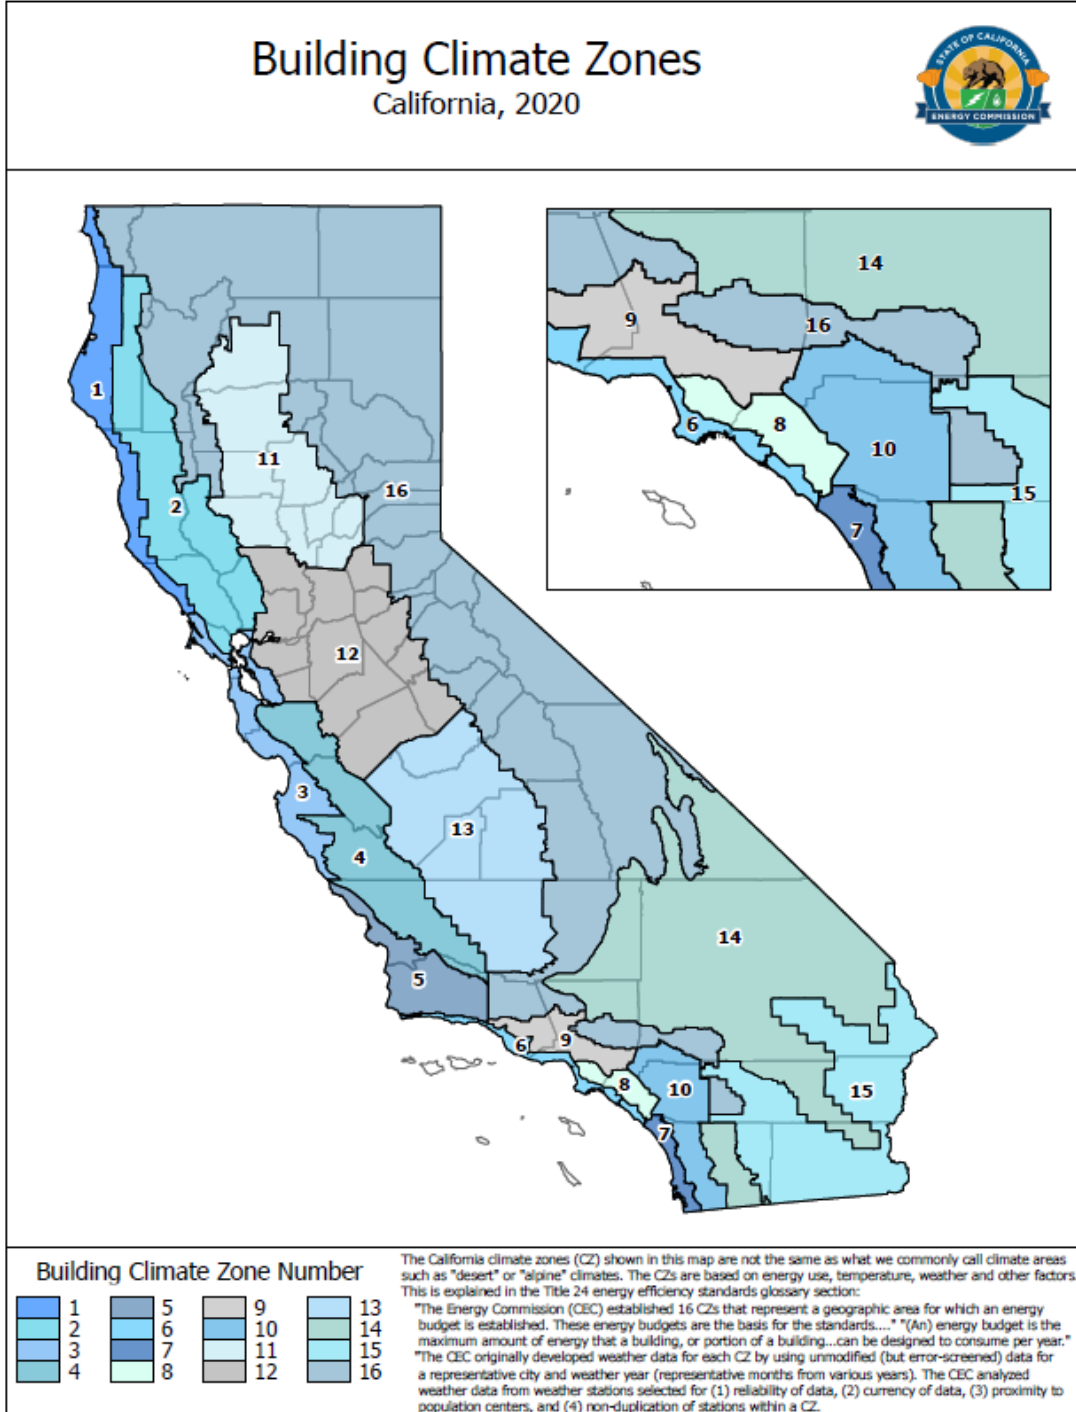 Building Climate Zones
California, 2020
STATE OF CALIFORNIA
ENERGY COMMISSION
14
9
16
6
8
10
15
7
1
11
16
2
12
3
13
4
14
5
6
9
8
10
15
7
Building Climate Zone Number
1
2
3
4
5
6
7
8
9
10
11
12
13
14
15
16
The California climate zones (CZ) shown in this map are not the same as what we commonly call climate areas
such as "desert" or "alpine" climates. The CZs are based on energy use, temperature, weather and other factors.
This is explained in the Title 24 energy efficiency standards glossary section:
"The Energy Commission (CEC) established 16 CZs that represent a geographic area for which an energy
budget is established. These energy budgets are the basis for the standards...." "(An) energy budget is the
maximum amount of energy that a building, or portion of a building...can be designed to consume per year."
"The CEC originally developed weather data for each CZ by using unmodified (but error-screened) data for
a representative city and weather year (representative months from various years). The CEC analyzed
weather data from weather stations selected for (1) reliability of data, (2) currency of data, (3) proximity to
population centers, and (4) non-duplication of stations within a CZ.